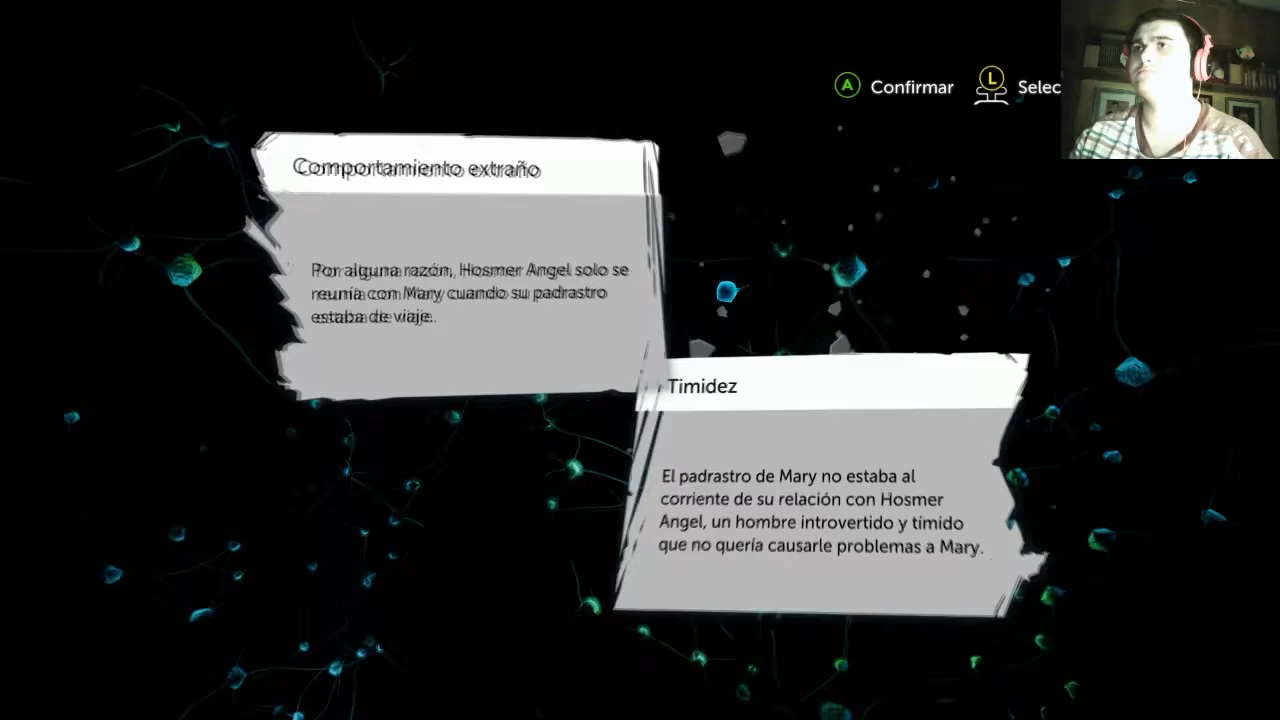 A Confirmar L Selec
Comportamiento extraño
Por alguna razón, Hosmer Angel solo se
reunía con Mary cuando su padrastro
estaba de viaje.
Timidez
El padrastro de Mary no estaba al
corriente de su relación con Hosmer
Angel, un hombre introvertido y tímido
que no quería causarle problemas a Mary.